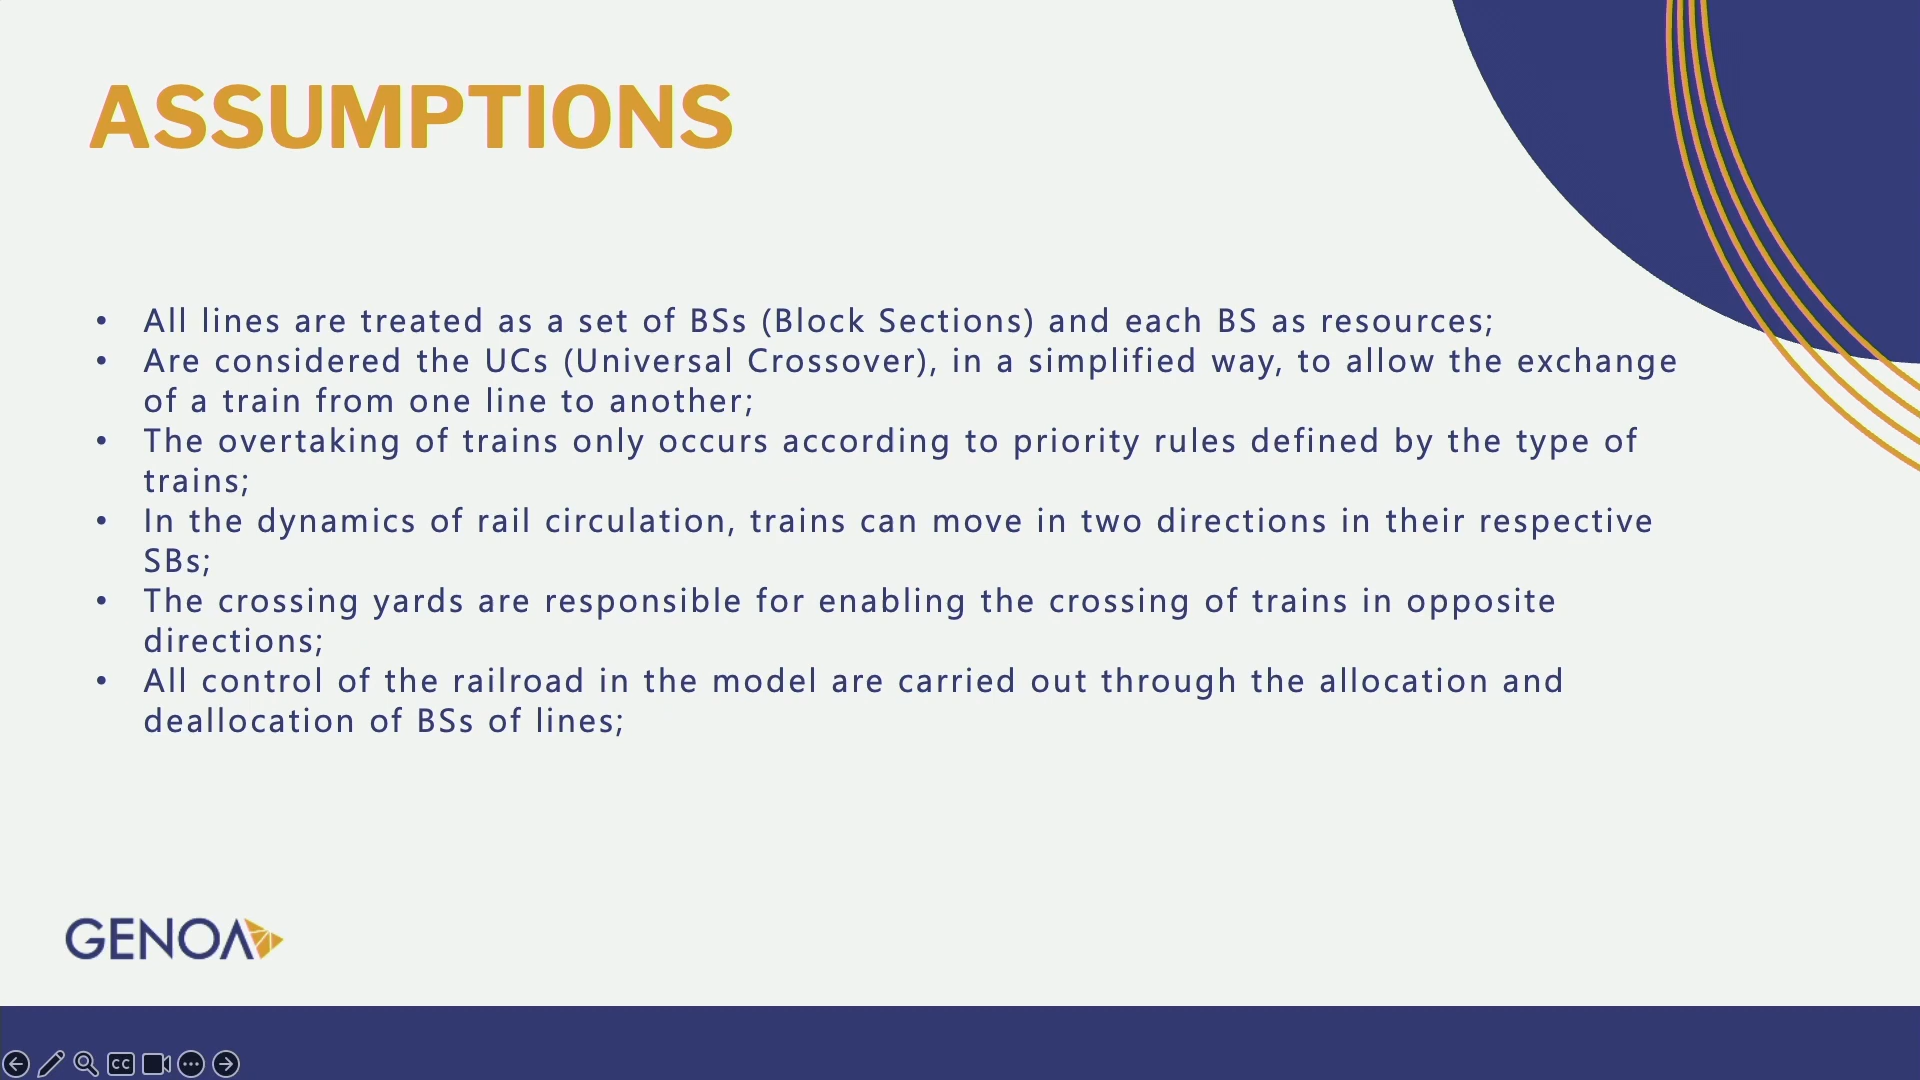 ASSUMPTIONS
• All lines are treated as a set of BSs (Block Sections) and each BS as resources;
• Are considered the UCs (Universal Crossover), in a simplified way, to allow the exchange
of a train from one line to another;
• The overtaking of trains only occurs according to priority rules defined by the type of
trains;
• In the dynamics of rail circulation, trains can move in two directions in their respective
SBs;
• The crossing yards are responsible for enabling the crossing of trains in opposite
directions;
• All control of the railroad in the model are carried out through the allocation and
deallocation of BSs of lines;
GENOA
CC